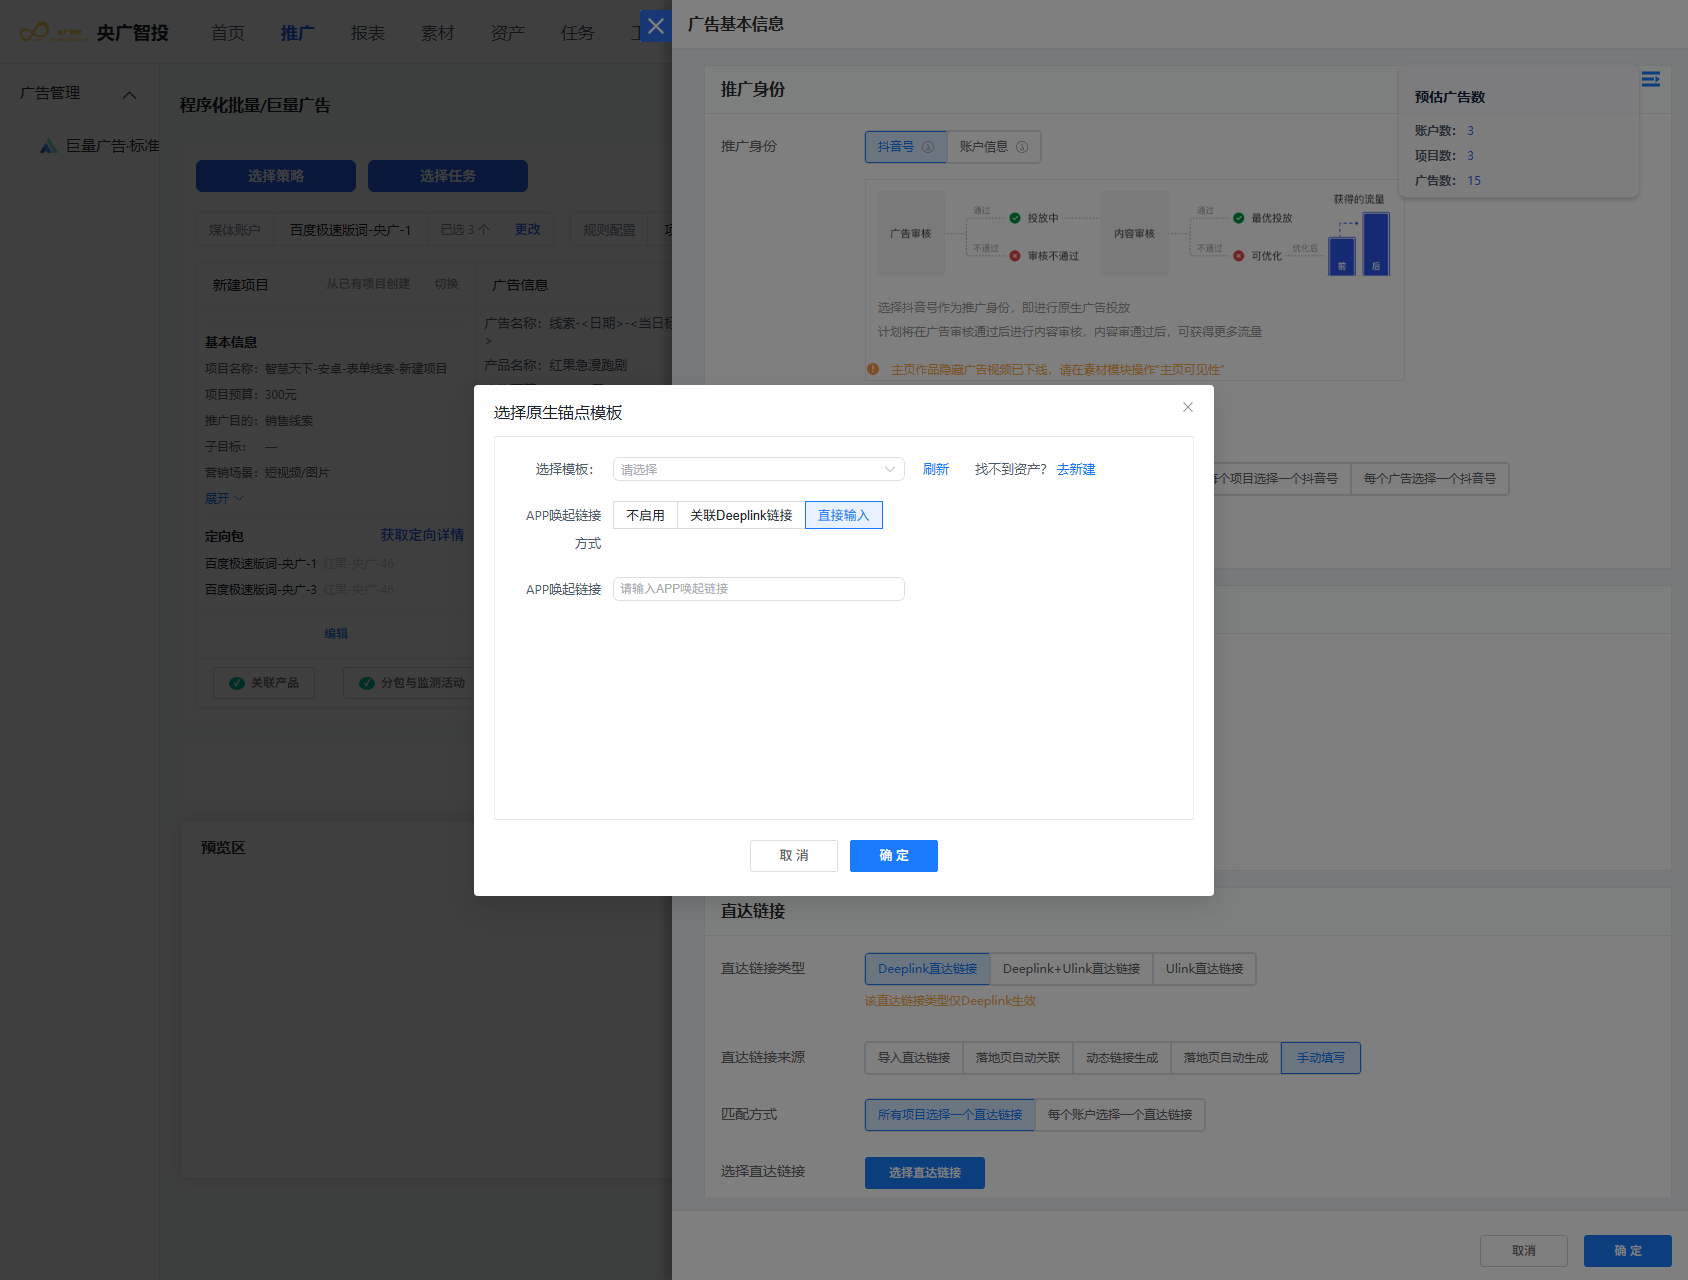 央广智投
首页
推广
报表
素材
资产
任务
广告管理
巨量广告·标准
程序化批量/巨量广告
选择策略
选择任务
媒体账户
百度极速版词-央广-1
已选 3 个
更改
规则配置
新建项目
从已有项目创建
切换
广告信息
基本信息
项目名称：智慧天下-安卓-表单线索-新建项目
项目预算：300元
推广目的：销售线索
子目标： —
营销场景：短视频/图片
展开
广告名称：线索-<日期>-<当日标
>
产品名称：红果急漫跑剧
定向包
获取定向详情
百度极速版词-央广-1 红果-央广-46
百度极速版词-央广-3 红果-央广-46
编辑
关联产品
分包与监测活动
预览区
广告基本信息
推广身份
推广身份
抖音号
账户信息
预估广告数
账户数： 3
项目数： 3
广告数： 15
广告审核
通过
投放中
不通过
审核不通过
内容审核
通过
最优投放
不通过
可优化
优化后
获得的流量
前
后
选择抖音号作为推广身份，即进行原生广告投放
计划将在广告审核通过后进行内容审核，内容审通过后，可获得更多流量
主页作品隐藏广告视频已下线，请在素材模块操作"主页可见性"
每个项目选择一个抖音号
每个广告选择一个抖音号
选择原生锚点模板
选择模板：
请选择
刷新
找不到资产？
去新建
APP唤起链接
方式
不启用
关联Deeplink链接
直接输入
APP唤起链接
请输入APP唤起链接
取 消
确 定
直达链接
直达链接类型
Deeplink直达链接
Deeplink+Ulink直达链接
Ulink直达链接
该直达链接类型仅Deeplink生效
直达链接来源
导入直达链接
落地页自动关联
动态链接生成
落地页自动生成
手动填写
匹配方式
所有项目选择一个直达链接
每个账户选择一个直达链接
选择直达链接
选择直达链接
取消
确 定